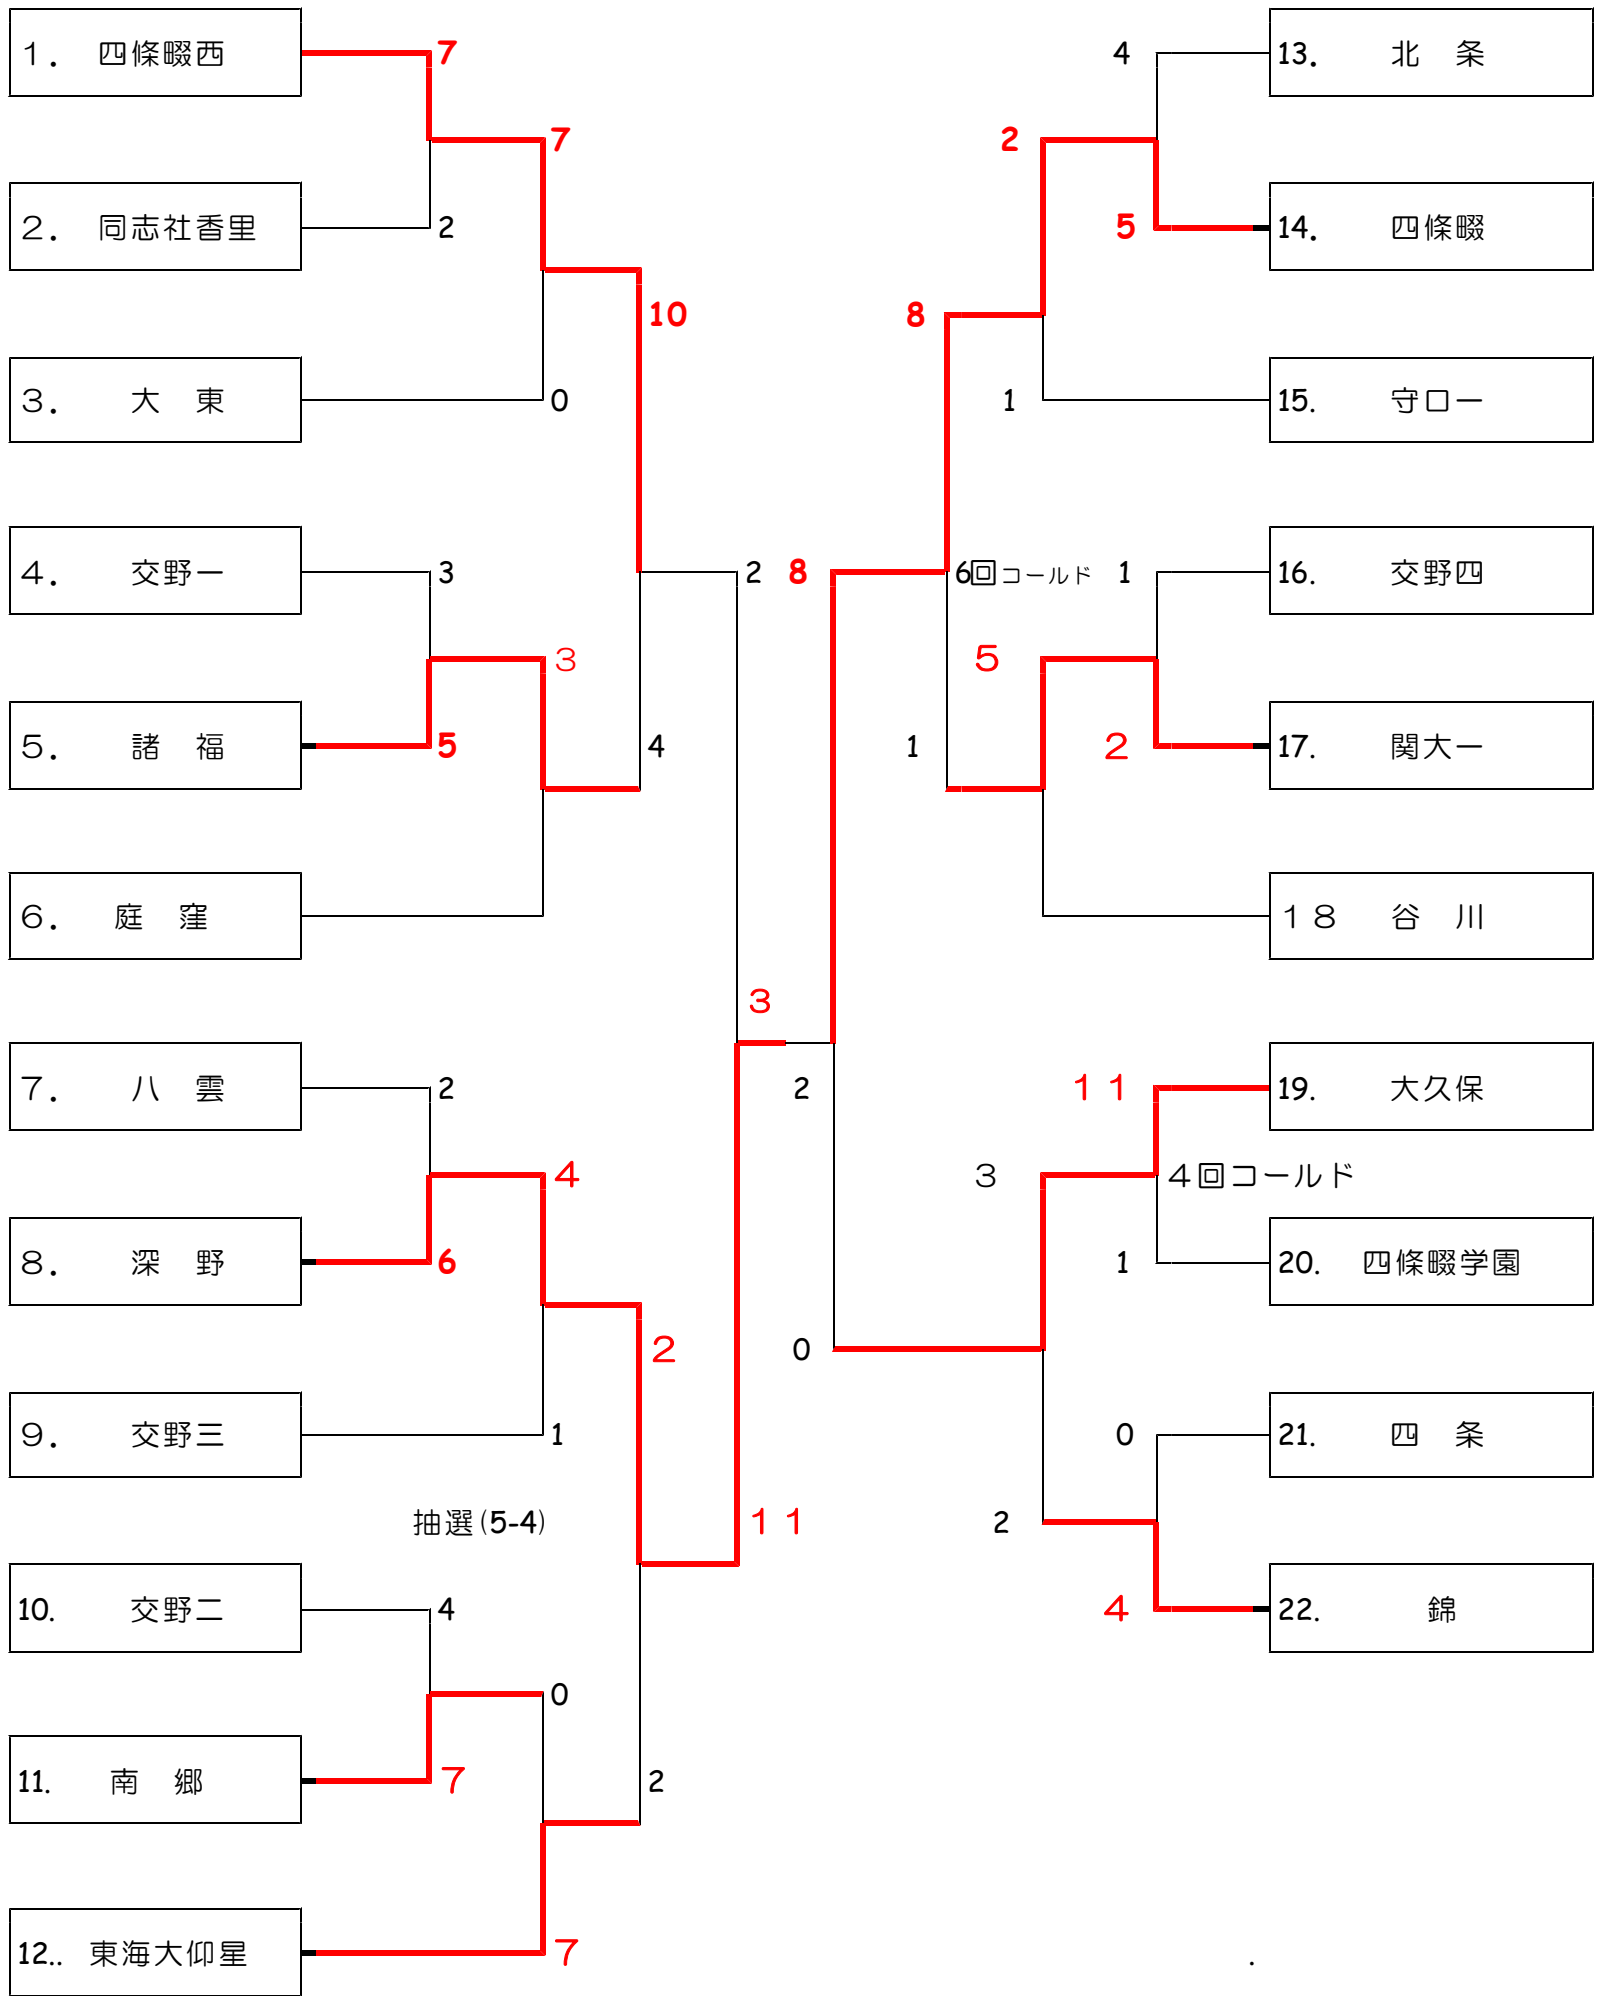 1. 四條畷西
7
4
13. 北 条
7
2
2. 同志社香里
2
5
14. 四條畷
10
8
3. 大 東
0
1
15. 守口一
4. 交野一
3
2
8
6回コールド
1
16. 交野四
3
5
5. 諸 福
5
4
1
2
17. 関大一
6. 庭 窪
18 谷 川
3
7. 八 雲
2
2
11
19. 大久保
4
3
4回コールド
8. 深 野
6
1
20. 四條畷学園
2
0
9. 交野三
1
0
21. 四 条
抽選(5-4)
11
2
10. 交野二
4
4
22. 錦
0
11. 南 郷
7
2
12.. 東海大仰星
7
.